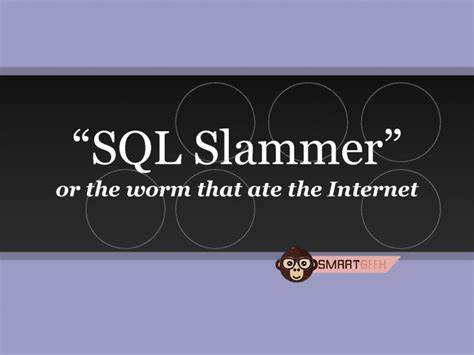 “SQL Slammer”
or the worm that ate the Internet
SMARTGEEK